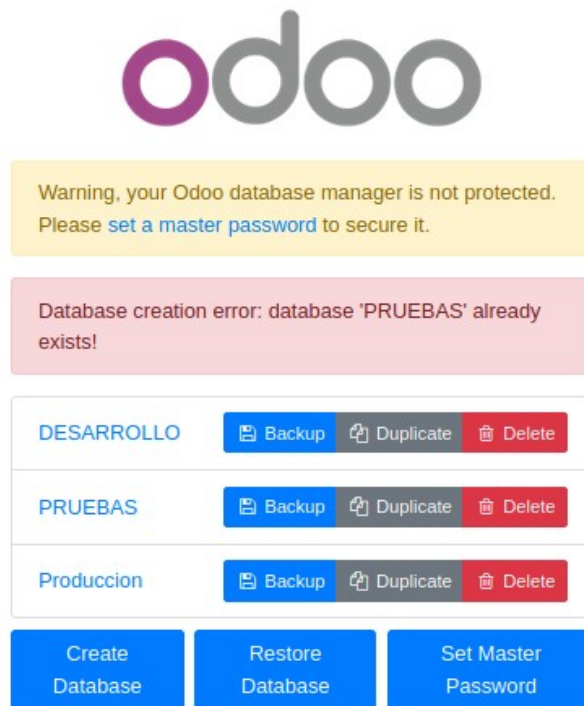 odoo
Warning, your Odoo database manager is not protected.
Please set a master password to secure it.
Database creation error: database 'PRUEBAS' already
exists!
DESARROLLO Backup Duplicate Delete
PRUEBAS Backup Duplicate Delete
Produccion Backup Duplicate Delete
Create Database
Restore Database
Set Master Password